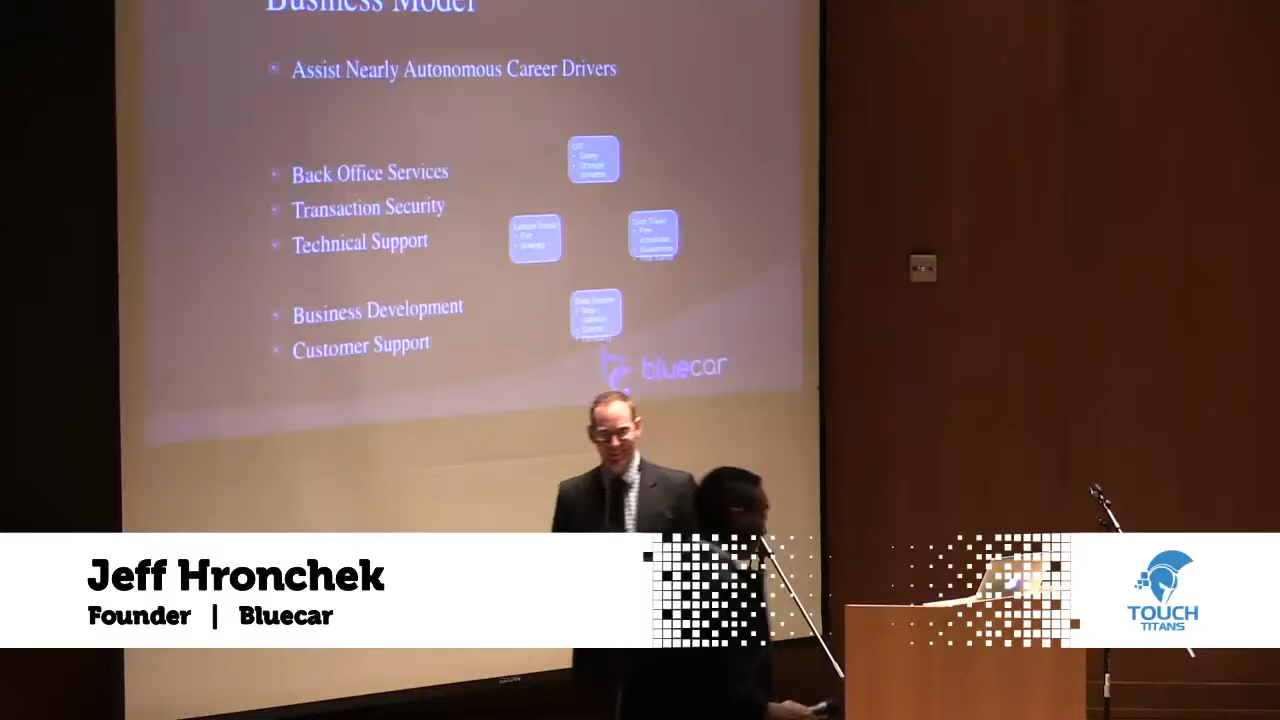 Business Model
Assist Nearly Autonomous Career Drivers
Back Office Services
Transaction Security
Technical Support
Business Development
Customer Support
bluecar
Jeff Hronchek
Founder | Bluecar
TOUCH
TITANS